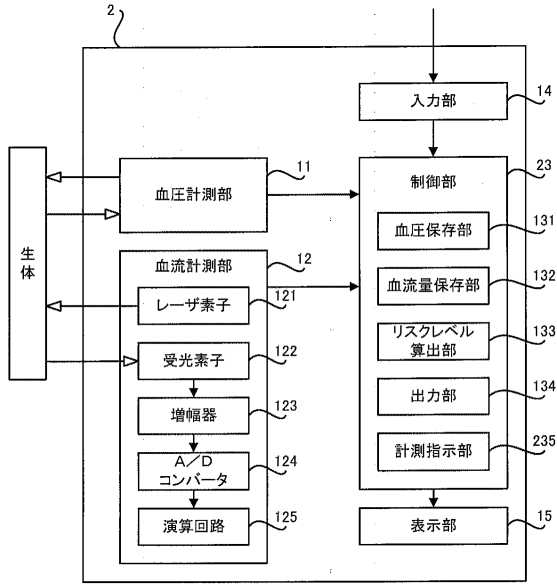 2
入力部
14
生体
血圧計測部
11
制御部
23
血圧保存部
131
血流量保存部
132
リスクレベル
算出部
133
出力部
134
計測指示部
235
血流計測部
12
レーザ素子
121
受光素子
122
増幅器
123
A/D
コンバータ
124
演算回路
125
表示部
15